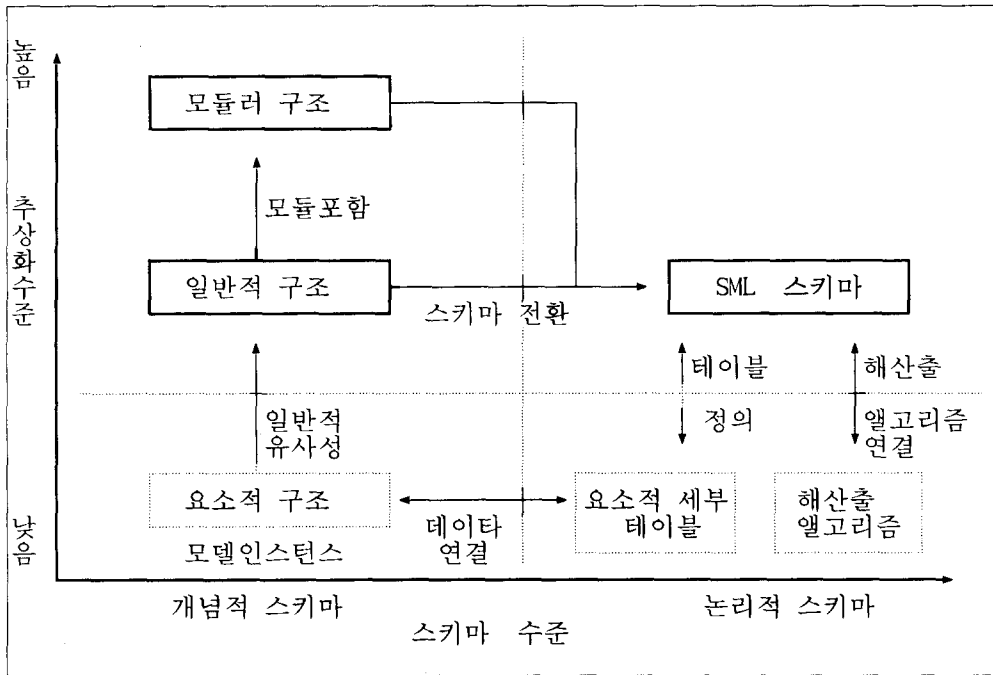 높음
모듈러 구조
모듈포함
추상화수준
일반적 구조
SML 스키마
스키마 전환
테이블
정의
해산출
앨고리즘
연결
일반적
유사성
요소적 구조
모델인스턴스
데이타
연결
요소적 세부
테이블
해산출
앨고리즘
낮음
개념적 스키마
논리적 스키마
스키마 수준